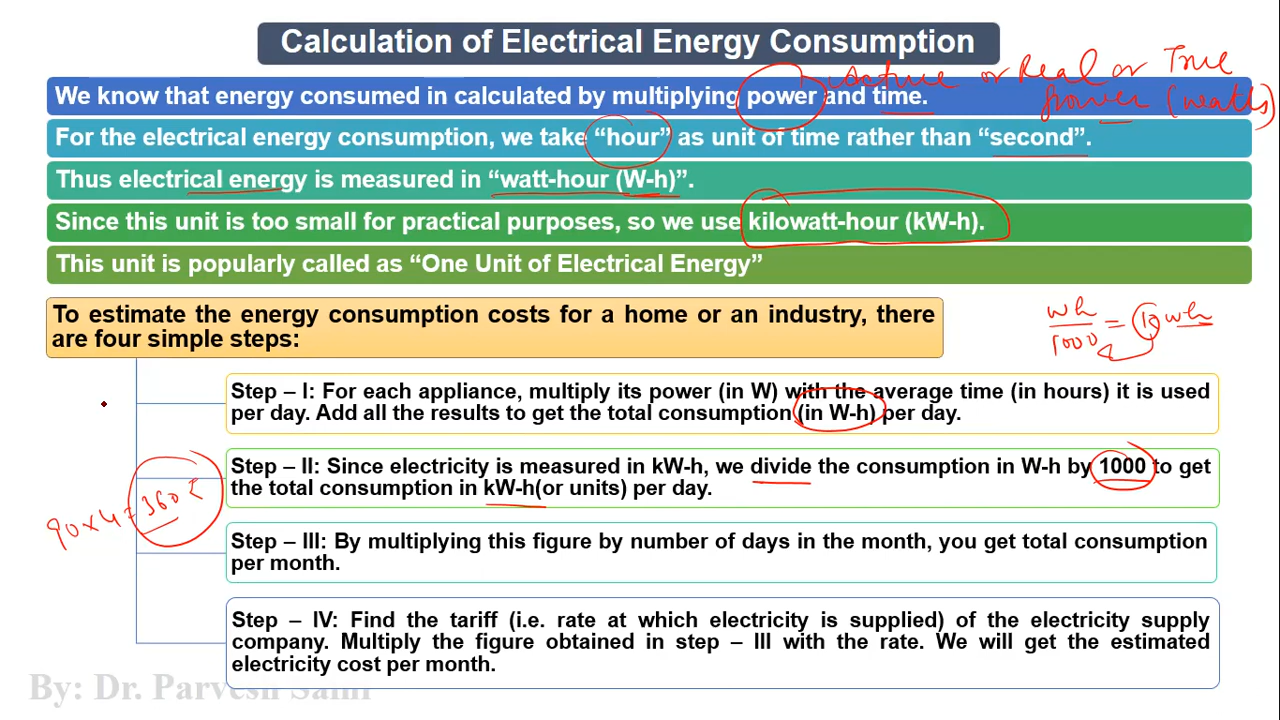 Calculation of Electrical Energy Consumption
Active or Real or True
power (watts)
We know that energy consumed in calculated by multiplying power and time.
For the electrical energy consumption, we take “hour” as unit of time rather than “second”.
Thus electrical energy is measured in “watt-hour (W-h)”.
Since this unit is too small for practical purposes, so we use kilowatt-hour (kW-h).
This unit is popularly called as “One Unit of Electrical Energy”
To estimate the energy consumption costs for a home or an industry, there
are four simple steps:
wh
1000
Step – I: For each appliance, multiply its power (in W) with the average time (in hours) it is used
per day. Add all the results to get the total consumption (in W-h) per day.
Step – II: Since electricity is measured in kW-h, we divide the consumption in W-h by 1000 to get
the total consumption in kW-h(or units) per day.
90×4=360 ₹
Step – III: By multiplying this figure by number of days in the month, you get total consumption
per month.
Step – IV: Find the tariff (i.e. rate at which electricity is supplied) of the electricity supply
company. Multiply the figure obtained in step – III with the rate. We will get the estimated
electricity cost per month.
By: Dr. Parvesh Saini